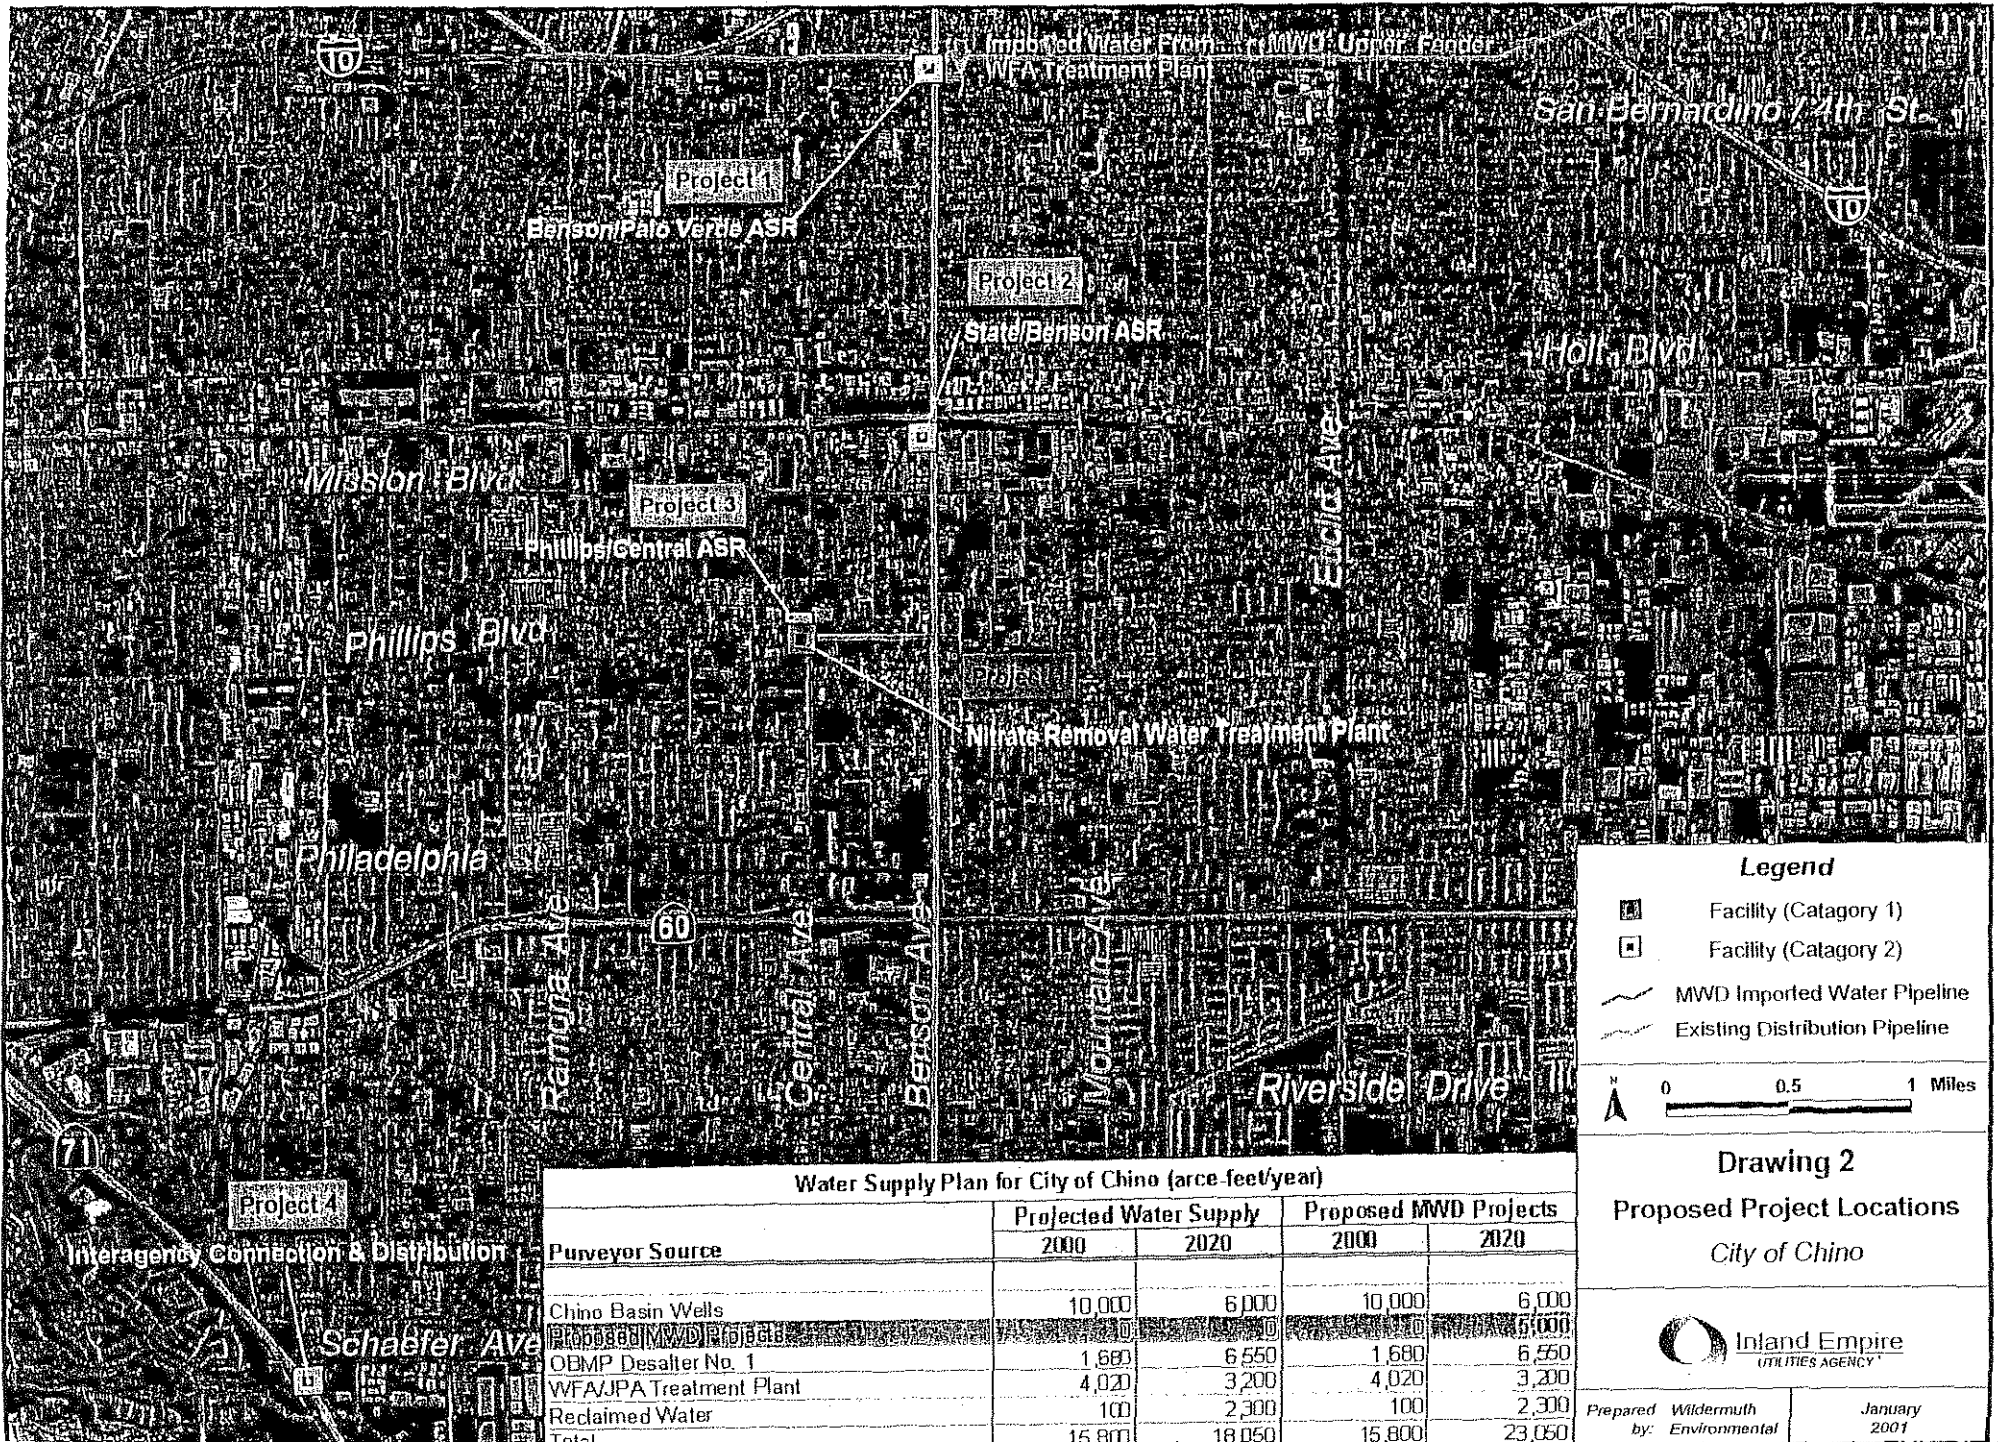 10
Imported Water From MWD Upper Feeder
WFA Treatment Plant
San Bernardino / 4th St.
Project 1
10
Benson/Palo Verde ASR
Project 2
State/Benson ASR
Holt Blvd
Mission Blvd
Euclid Ave
Project 3
Phillips/Central ASR
Phillips Blvd
Project
Nitrate Removal Water Treatment Plant
Philadelphia
60
Ramona Ave
Central Ave
Benson Ave
Mountain Ave
Riverside Drive
71
Project 4
Interagency Connection & Distribution
Schaefer Ave
Legend
Facility (Catagory 1)
Facility (Catagory 2)
MWD Imported Water Pipeline
Existing Distribution Pipeline
N
0 0.5 1 Miles
Drawing 2
Proposed Project Locations
City of Chino
Inland Empire
UTILITIES AGENCY
Prepared by: Wildermuth Environmental
January 2001
Water Supply Plan for City of Chino (arce-feet/year)
Projected Water Supply Proposed MWD Projects
Purveyor Source 2000 2020 2000 2020
Chino Basin Wells 10,000 6,000 10,000 6,000
Proposed MWD Projects 0 0 0 5,000
OBMP Desalter No. 1 1,680 6,550 1,680 6,550
WFA/JPA Treatment Plant 4,020 3,200 4,020 3,200
Reclaimed Water 100 2,300 100 2,300
Total 15,800 18,050 15,800 23,050